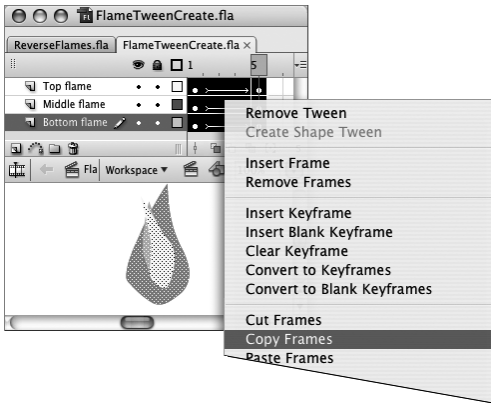 FlameTweenCreate.fla
ReverseFlames.fla FlameTweenCreate.fla ×
1 5
Top flame
Middle flame
Bottom flame
Fla Workspace
Remove Tween
Create Shape Tween
Insert Frame
Remove Frames
Insert Keyframe
Insert Blank Keyframe
Clear Keyframe
Convert to Keyframes
Convert to Blank Keyframes
Cut Frames
Copy Frames
Paste Frames